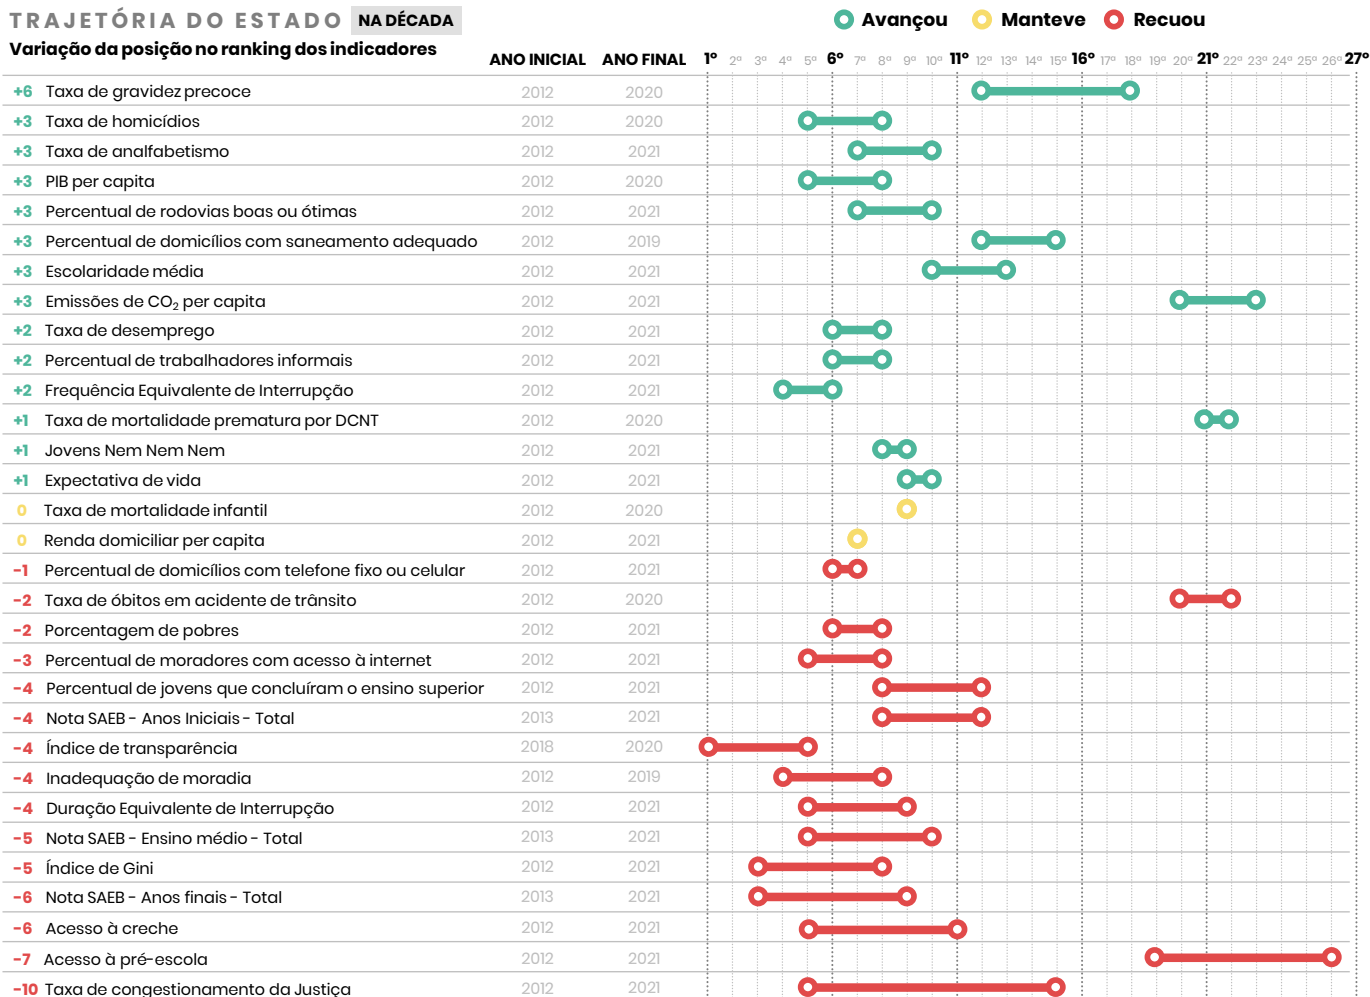 TRAJETÓRIA DO ESTADO NA DÉCADA
Avançou Manteve Recuou
Variação da posição no ranking dos indicadores
ANO INICIAL ANO FINAL 1º 2º 3º 4º 5º 6º 7º 8º 9º 10º 11º 12º 13º 14º 15º 16º 17º 18º 19º 20º 21º 22º 23º 24º 25º 26º 27º
+6 Taxa de gravidez precoce 2012 2020
+3 Taxa de homicídios 2012 2020
+3 Taxa de analfabetismo 2012 2021
+3 PIB per capita 2012 2020
+3 Percentual de rodovias boas ou ótimas 2012 2021
+3 Percentual de domicílios com saneamento adequado 2012 2019
+3 Escolaridade média 2012 2021
+3 Emissões de CO₂ per capita 2012 2021
+2 Taxa de desemprego 2012 2021
+2 Percentual de trabalhadores informais 2012 2021
+2 Frequência Equivalente de Interrupção 2012 2021
+1 Taxa de mortalidade prematura por DCNT 2012 2020
+1 Jovens Nem Nem Nem 2012 2021
+1 Expectativa de vida 2012 2021
0 Taxa de mortalidade infantil 2012 2020
0 Renda domiciliar per capita 2012 2021
-1 Percentual de domicílios com telefone fixo ou celular 2012 2021
-2 Taxa de óbitos em acidente de trânsito 2012 2020
-2 Porcentagem de pobres 2012 2021
-3 Percentual de moradores com acesso à internet 2012 2021
-4 Percentual de jovens que concluíram o ensino superior 2012 2021
-4 Nota SAEB - Anos Iniciais - Total 2013 2021
-4 Índice de transparência 2018 2020
-4 Inadequação de moradia 2012 2019
-4 Duração Equivalente de Interrupção 2012 2021
-5 Nota SAEB - Ensino médio - Total 2013 2021
-5 Índice de Gini 2012 2021
-6 Nota SAEB - Anos finais - Total 2013 2021
-6 Acesso à creche 2012 2021
-7 Acesso à pré-escola 2012 2021
-10 Taxa de congestionamento da Justiça 2012 2021